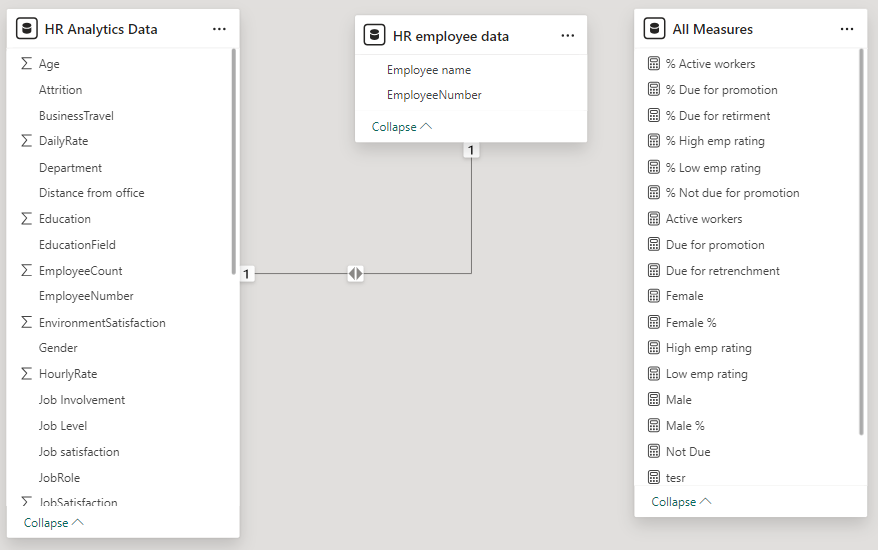 HR Analytics Data
Age
Attrition
BusinessTravel
DailyRate
Department
Distance from office
Education
EducationField
EmployeeCount
EmployeeNumber
EnvironmentSatisfaction
Gender
HourlyRate
Job Involvement
Job Level
Job satisfaction
JobRole
JobSatisfaction
Collapse
1
HR employee data
Employee name
EmployeeNumber
Collapse
1
All Measures
% Active workers
% Due for promotion
% Due for retirment
% High emp rating
% Low emp rating
% Not due for promotion
Active workers
Due for promotion
Due for retrenchment
Female
Female %
High emp rating
Low emp rating
Male
Male %
Not Due
tesr
Collapse